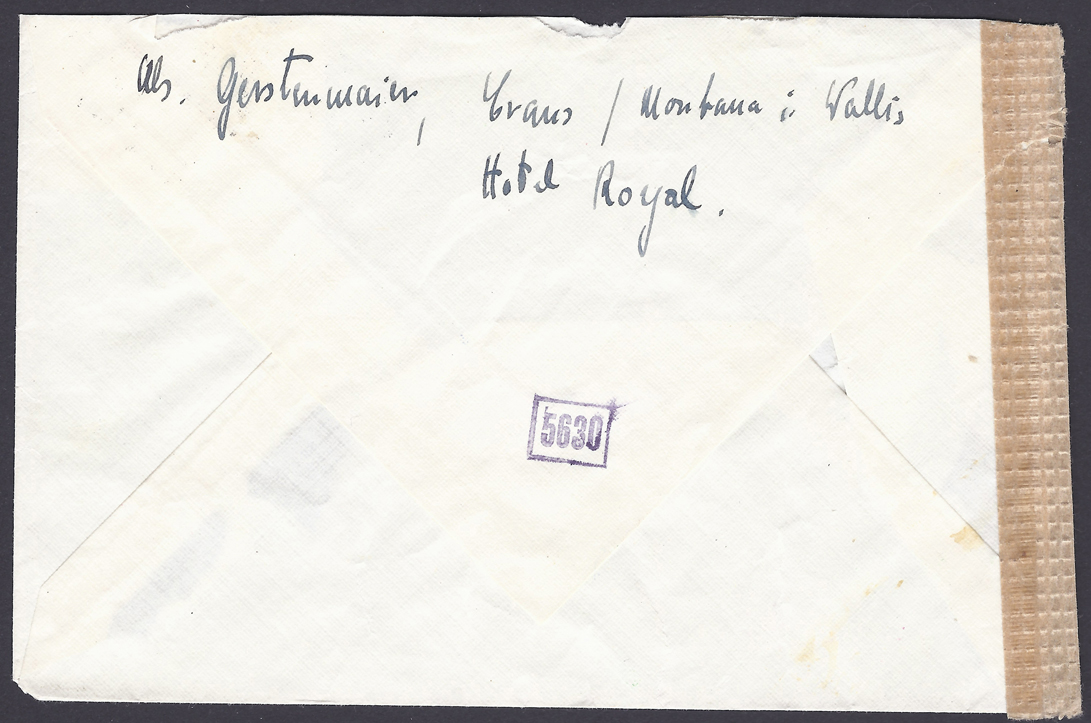 Abs. Gerstenmaier, Crans / Montana i. Wallis
Hotel Royal.
5630